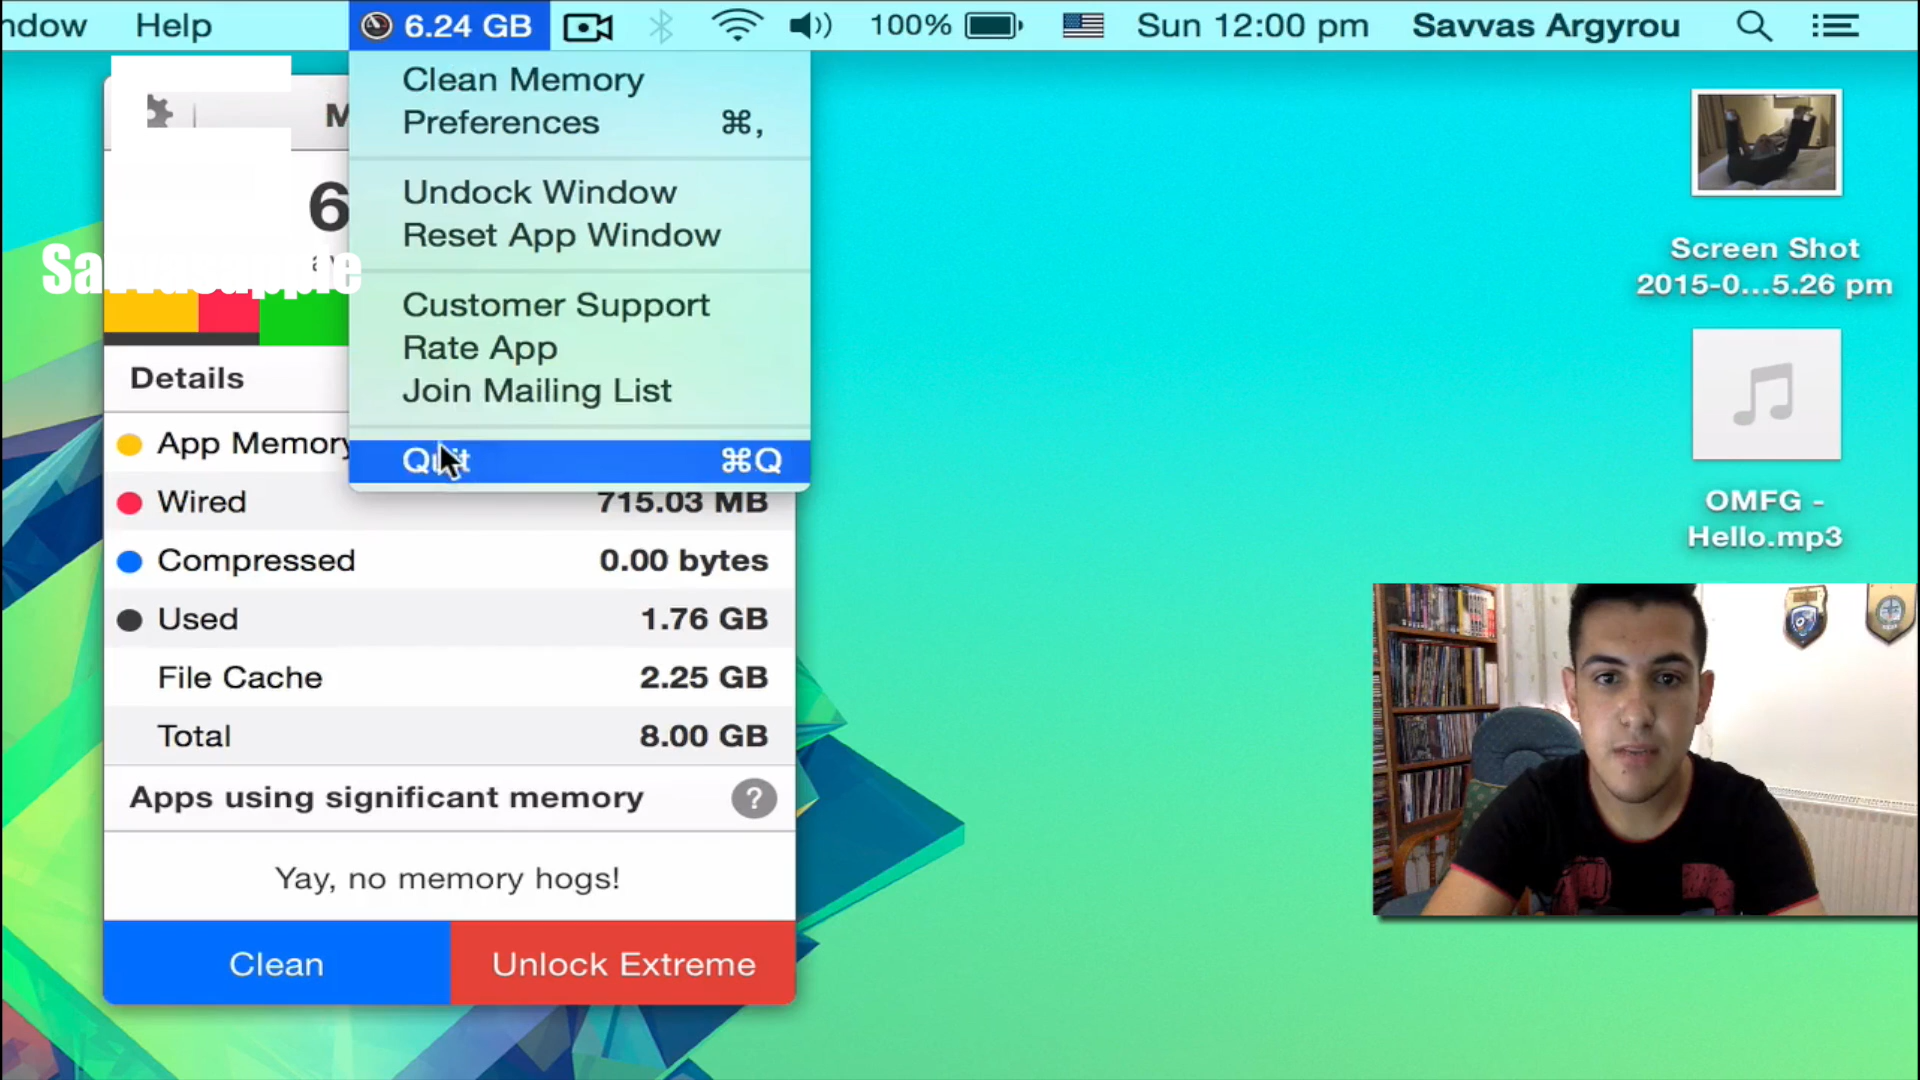 ndow Help 6.24 GB 100% Sun 12:00 pm Savvas Argyrou
Clean Memory
Preferences ⌘,
Undock Window
Reset App Window
Customer Support
Rate App
Join Mailing List
Quit ⌘Q
M
6
Savvasapple
Details
App Memory
Wired 715.03 MB
Compressed 0.00 bytes
Used 1.76 GB
File Cache 2.25 GB
Total 8.00 GB
Apps using significant memory ?
Yay, no memory hogs!
Clean Unlock Extreme
Screen Shot
2015-0...5.26 pm
OMFG -
Hello.mp3